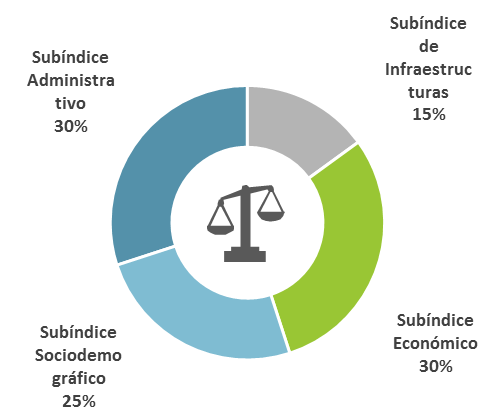 Subíndice
de
Infraestruc
turas
15%
Subíndice
Administra
tivo
30%
Subíndice
Económico
30%
Subíndice
Sociodemo
gráfico
25%